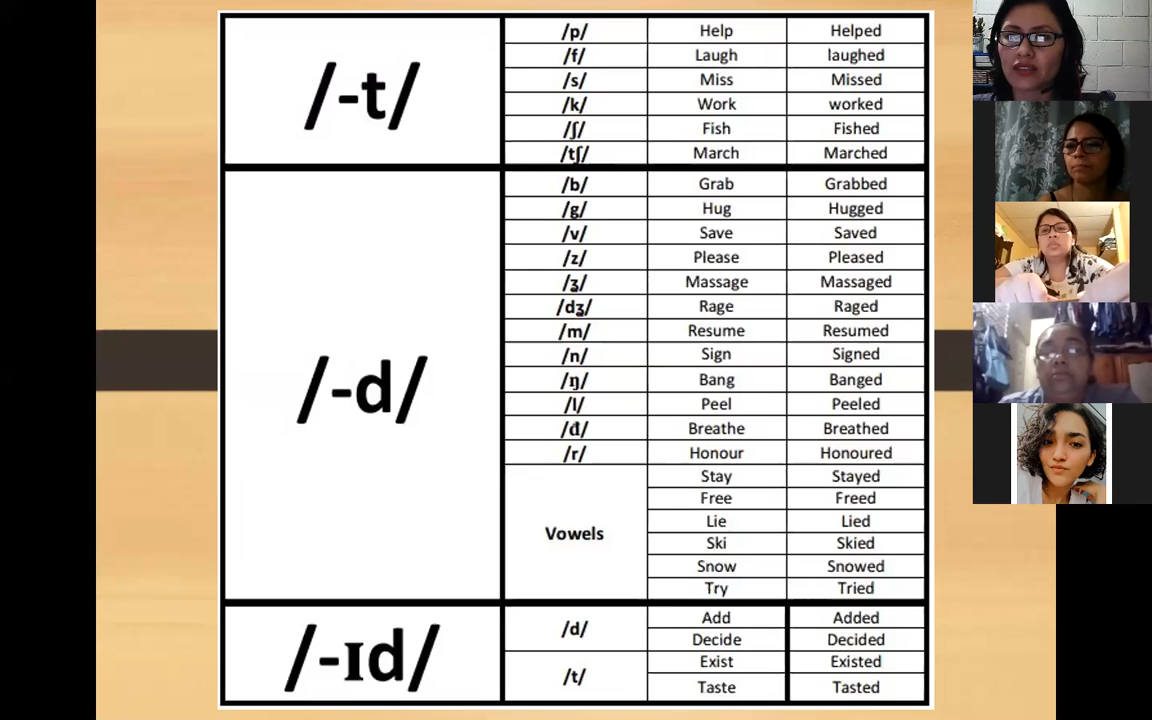 /-t/
/p/ Help Helped
/f/ Laugh laughed
/s/ Miss Missed
/k/ Work worked
/ʃ/ Fish Fished
/tʃ/ March Marched
/-d/
/b/ Grab Grabbed
/g/ Hug Hugged
/v/ Save Saved
/z/ Please Pleased
/ʒ/ Massage Massaged
/dʒ/ Rage Raged
/m/ Resume Resumed
/n/ Sign Signed
/ŋ/ Bang Banged
/l/ Peel Peeled
/đ/ Breathe Breathed
/r/ Honour Honoured
Vowels
Stay Stayed
Free Freed
Lie Lied
Ski Skied
Snow Snowed
Try Tried
/-ɪd/
/d/
Add Added
Decide Decided
/t/
Exist Existed
Taste Tasted